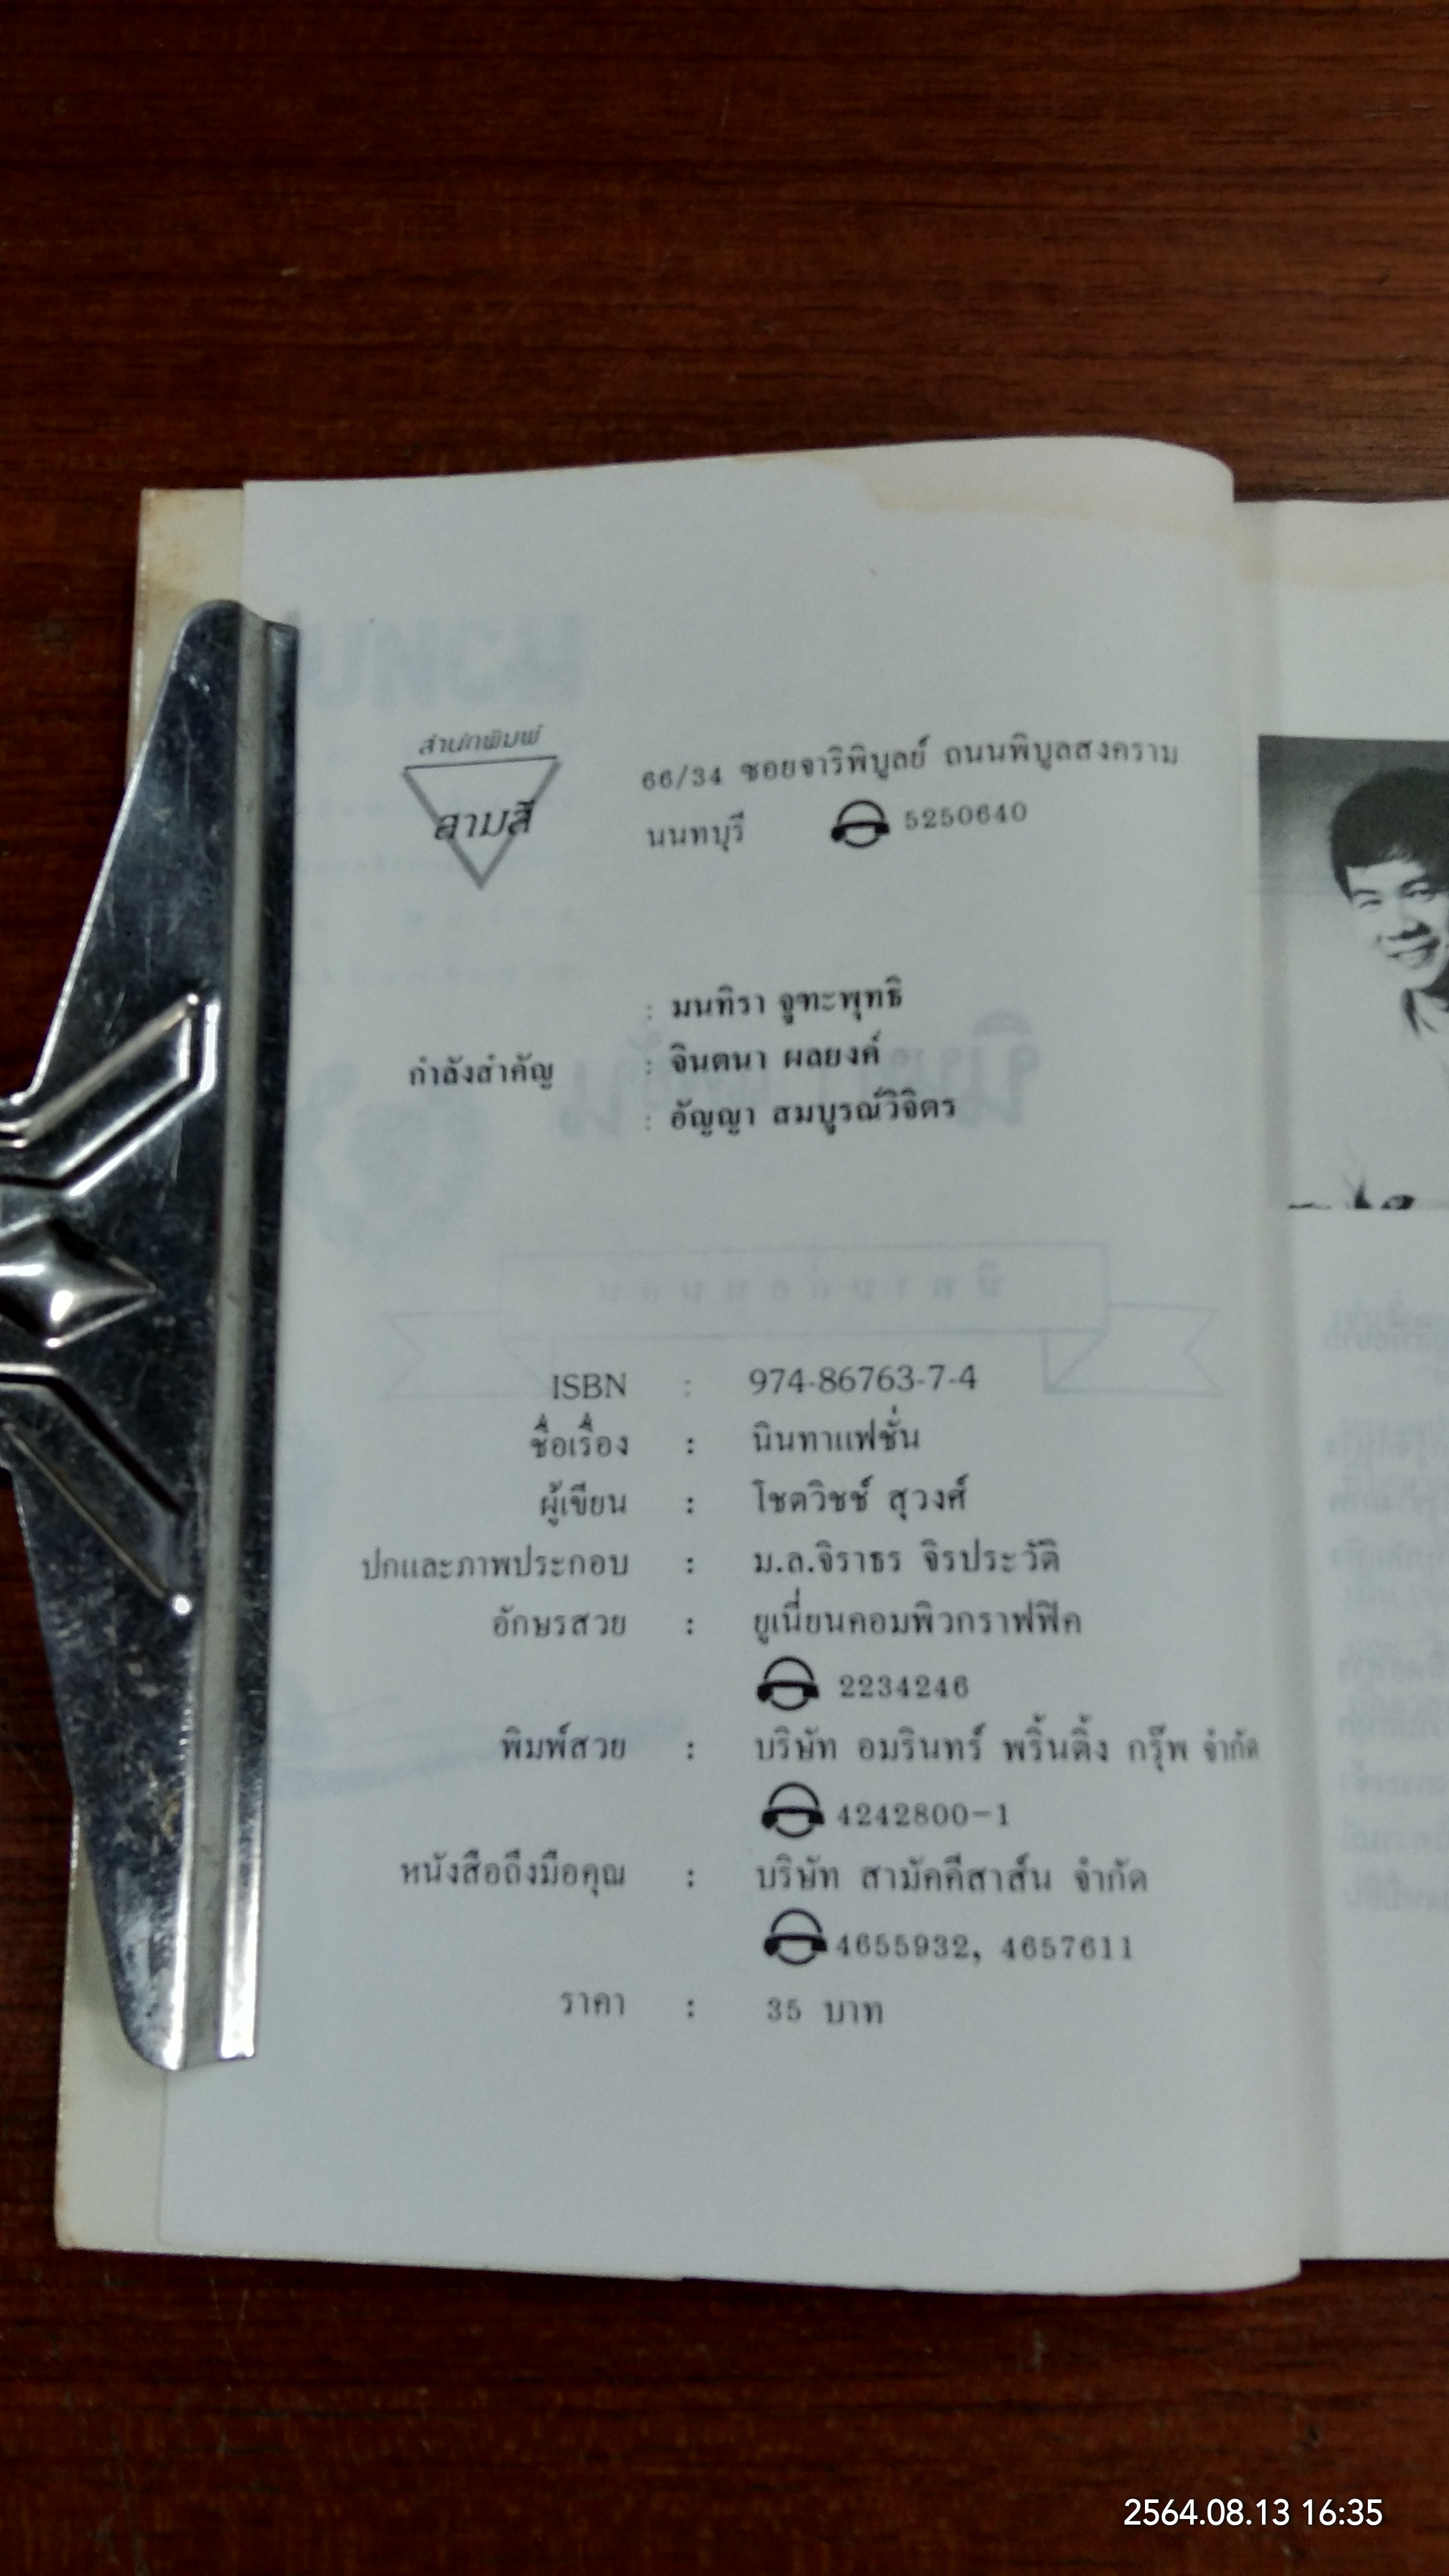 สำนักพิมพ์
สามสี
66/34 ซอยจาริพิบูลย์ ถนนพิบูลสงคราม
นนทบุรี 5250640
: มนทิรา จูฑะพุทธิ
กำลังสำคัญ : จินตนา ผลยงค์
: อัญญา สมบูรณ์วิจิตร
ISBN : 974-86763-7-4
ชื่อเรื่อง : นินทาแฟชั่น
ผู้เขียน : โชตวิชช์ สุวงศ์
ปกและภาพประกอบ : ม.ล.จิราธร จิรประวัติ
อักษรสวย : ยูเนี่ยนคอมพิวกราฟฟิค
2234246
พิมพ์สวย : บริษัท อมรินทร์ พริ้นติ้ง กรุ๊พ จำกัด
4242800-1
หนังสือถึงมือคุณ : บริษัท สามัคคีสาส์น จำกัด
4655932, 4657611
ราคา : 35 บาท
2564.08.13 16:35